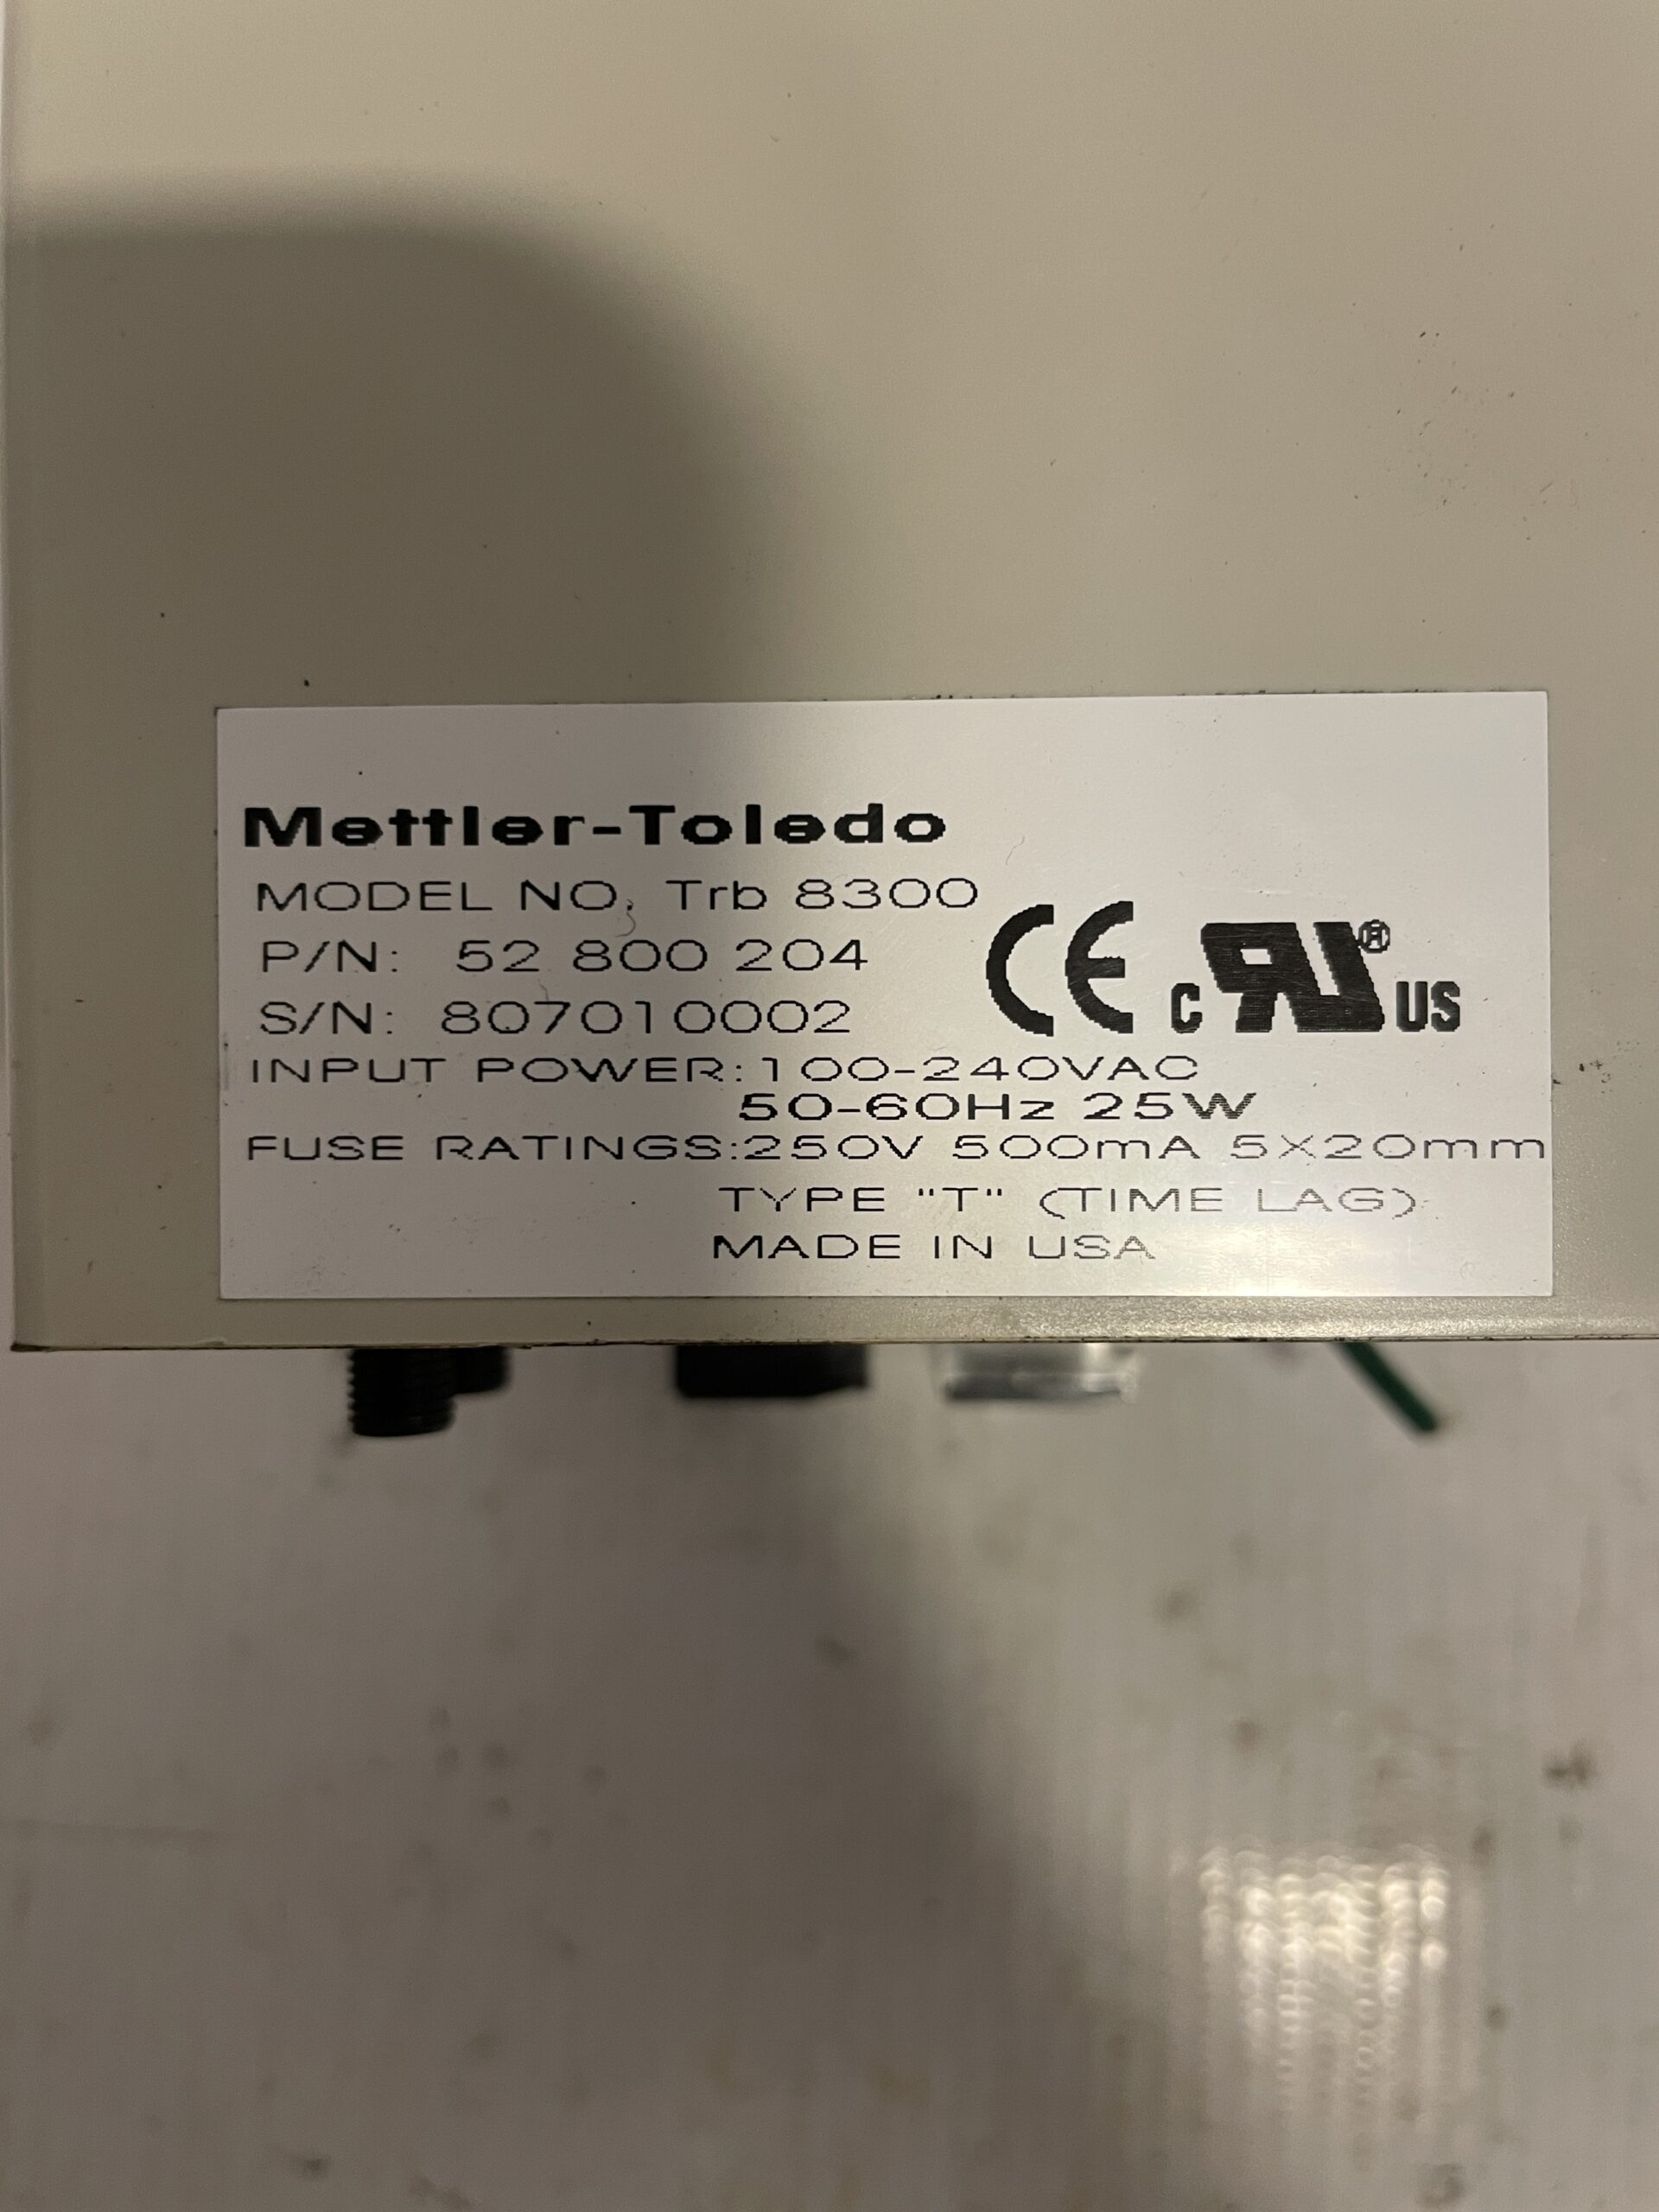 Mettler-Toledo
MODEL NO. Trb 8300
P/N: 52 800 204
S/N: 807010002
CE c RU® US
INPUT POWER:100-240VAC
50-60Hz 25W
FUSE RATINGS:250V 500mA 5X20mm
TYPE "T" (TIME LAG)
MADE IN USA